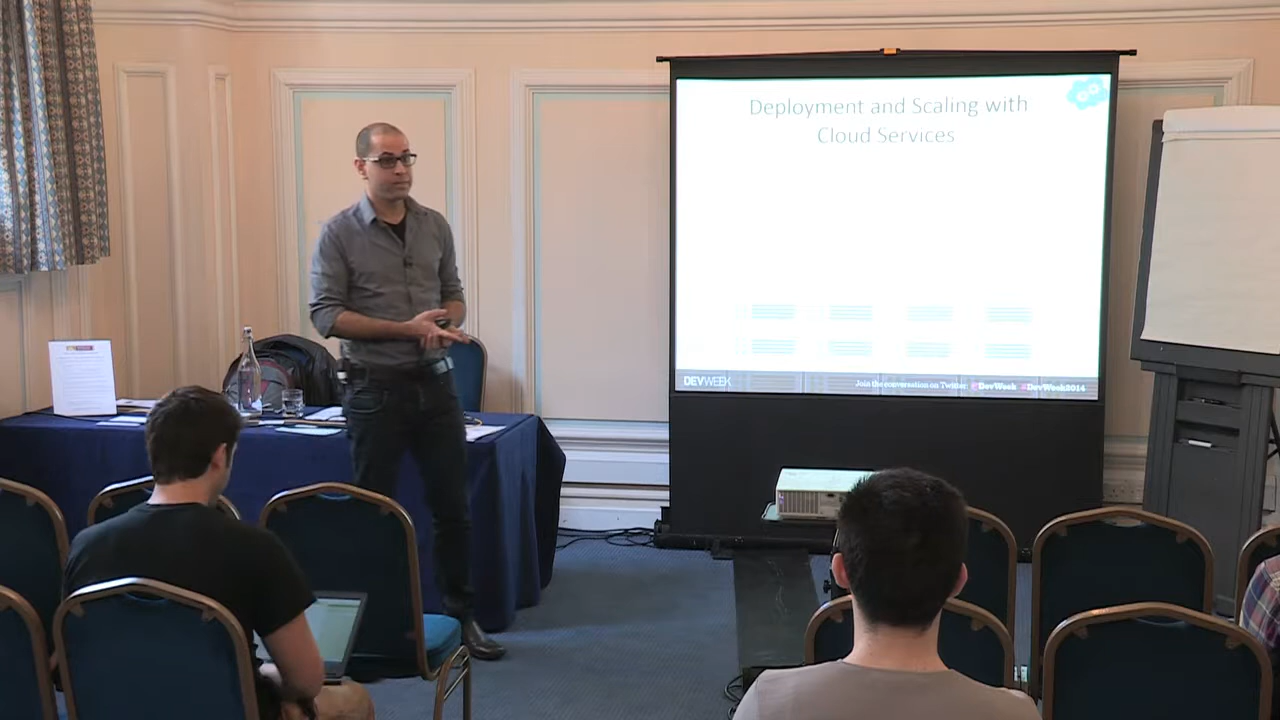 Deployment and Scaling with
Cloud Services
DEVWEEK
Join the conversation on Twitter: @DevWeek #DevWeek2014